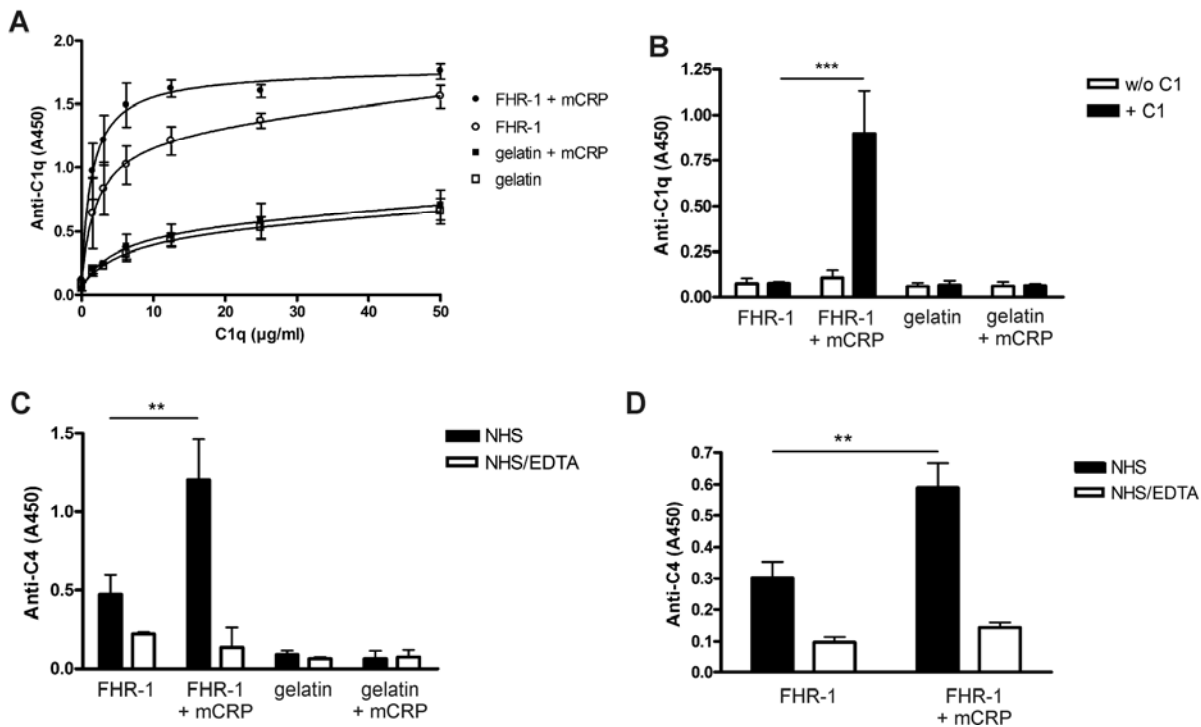 A
Anti-C1q (A450)
2.0
1.5
1.0
0.5
0.0
0
10
20
30
40
50
C1q (µg/ml)
FHR-1 + mCRP
FHR-1
gelatin + mCRP
gelatin
B
Anti-C1q (A450)
1.25
1.00
0.75
0.50
0.25
0.00
***
FHR-1
FHR-1
+ mCRP
gelatin
gelatin
+ mCRP
w/o C1
+ C1
C
Anti-C4 (A450)
1.5
1.0
0.5
0.0
**
FHR-1
FHR-1
+ mCRP
gelatin
gelatin
+ mCRP
NHS
NHS/EDTA
D
Anti-C4 (A450)
0.7
0.6
0.5
0.4
0.3
0.2
0.1
0.0
**
FHR-1
FHR-1
+ mCRP
NHS
NHS/EDTA